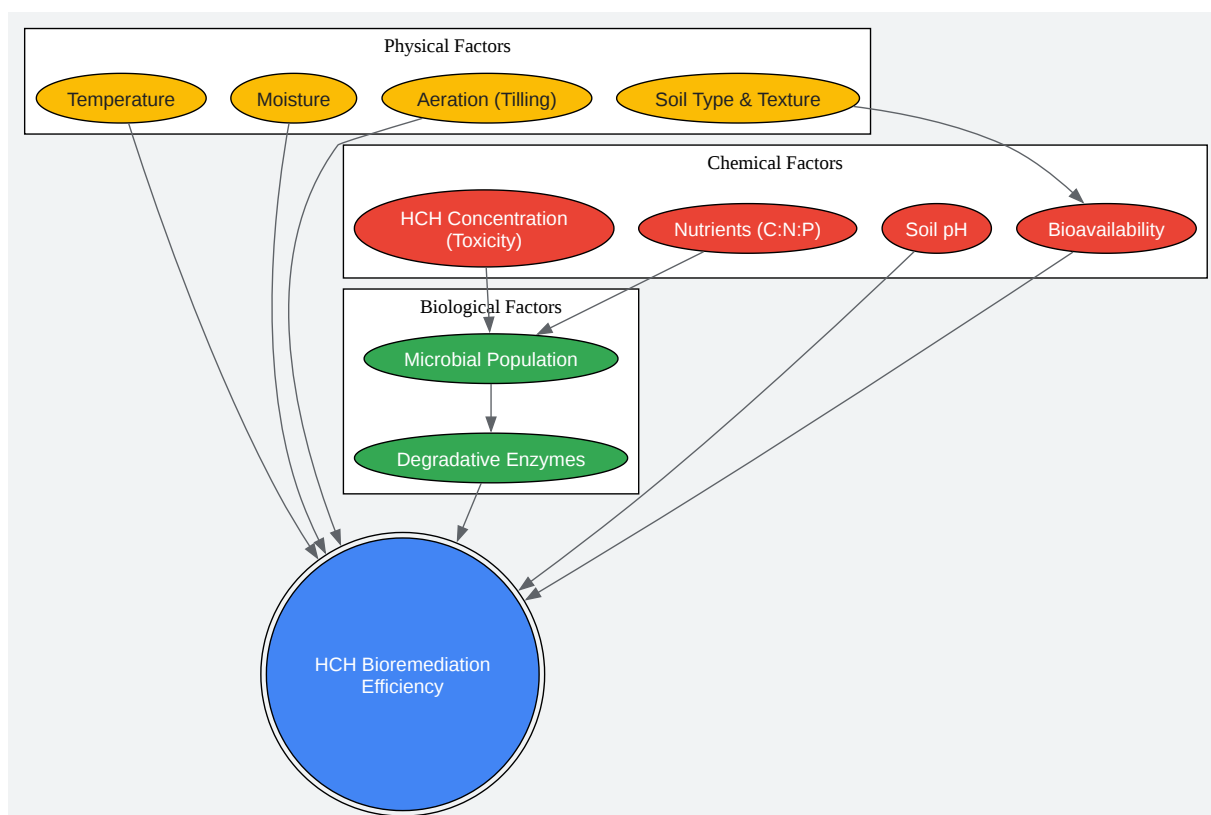 Physical Factors
Temperature
Moisture
Aeration (Tilling)
Soil Type & Texture
Chemical Factors
HCH Concentration
(Toxicity)
Nutrients (C:N:P)
Soil pH
Bioavailability
Biological Factors
Microbial Population
Degradative Enzymes
HCH Bioremediation
Efficiency